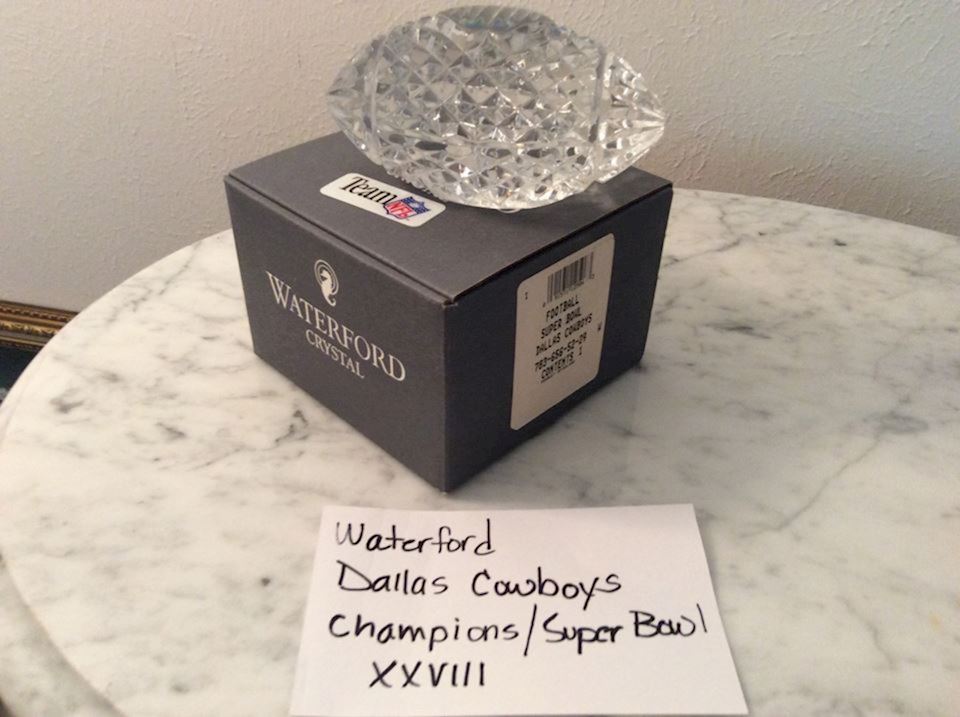 Team NFL
WATERFORD
CRYSTAL
FOOTBALL
SUPER BOWL
DALLAS COWBOYS
CONTENTS 1
Waterford
Dallas Cowboys
Champions/Super Bowl
XXVIII